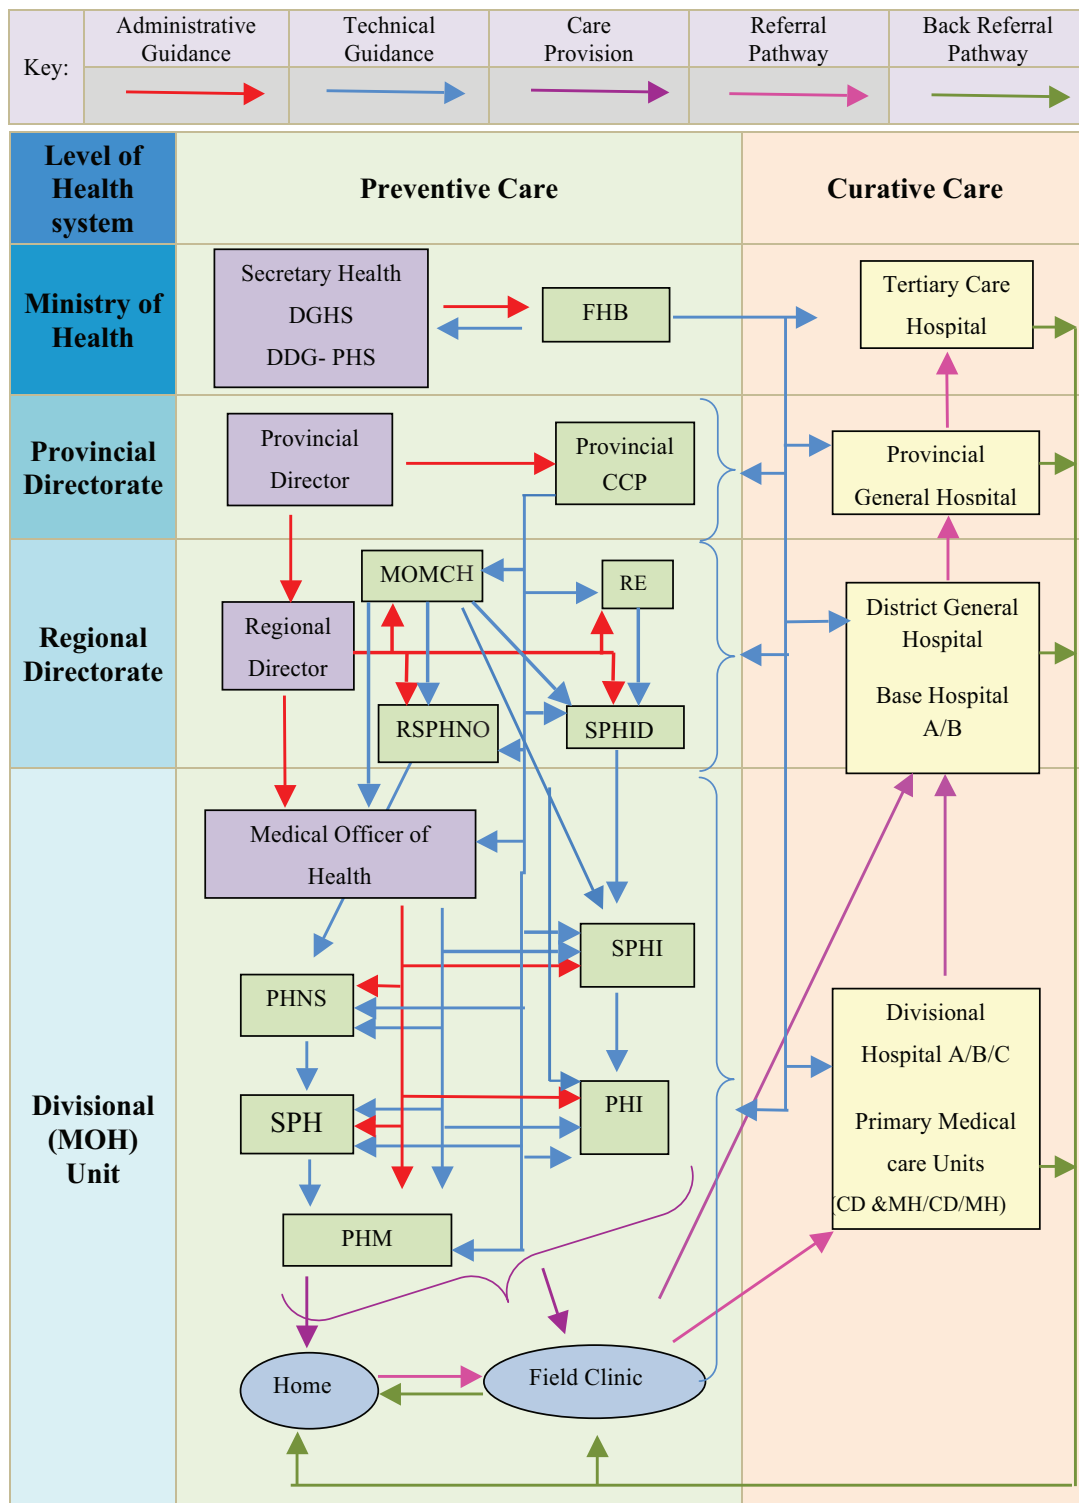 Key:
Administrative
Guidance
Technical
Guidance
Care
Provision
Referral
Pathway
Back Referral
Pathway
Level of
Health
system
Preventive Care
Curative Care
Ministry of
Health
Secretary Health
DGHS
DDG- PHS
FHB
Tertiary Care
Hospital
Provincial
Directorate
Provincial
Director
Provincial
CCP
Provincial
General Hospital
Regional
Directorate
MOMCH
RE
Regional
Director
RSPHNO
SPHID
District General
Hospital
Base Hospital
A/B
Divisional
(MOH)
Unit
Medical Officer of
Health
SPHI
PHNS
SPH
PHI
PHM
Divisional
Hospital A/B/C
Primary Medical
care Units
(CD &MH/CD/MH)
Home
Field Clinic